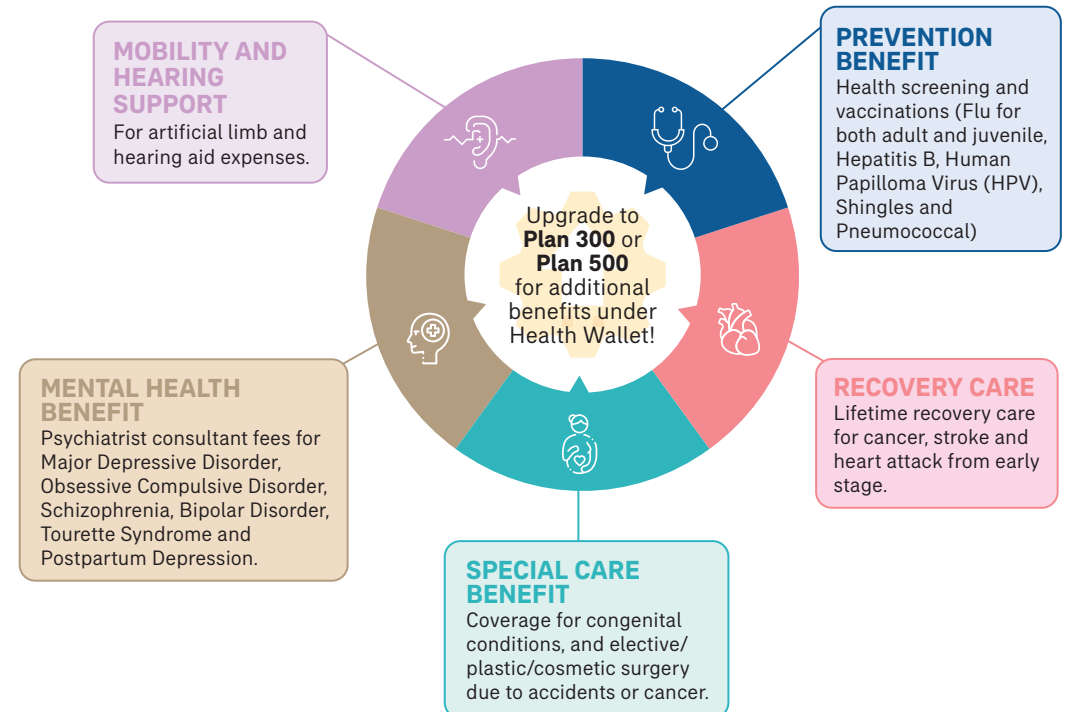 MOBILITY AND
HEARING
SUPPORT
For artificial limb and
hearing aid expenses.
PREVENTION
BENEFIT
Health screening and
vaccinations (Flu for
both adult and juvenile,
Hepatitis B, Human
Papilloma Virus (HPV),
Shingles and
Pneumococcal)
Upgrade to
Plan 300 or
Plan 500
for additional
benefits under
Health Wallet!
MENTAL HEALTH
BENEFIT
Psychiatrist consultant fees for
Major Depressive Disorder,
Obsessive Compulsive Disorder,
Schizophrenia, Bipolar Disorder,
Tourette Syndrome and
Postpartum Depression.
RECOVERY CARE
Lifetime recovery care
for cancer, stroke and
heart attack from early
stage.
SPECIAL CARE
BENEFIT
Coverage for congenital
conditions, and elective/
plastic/cosmetic surgery
due to accidents or cancer.